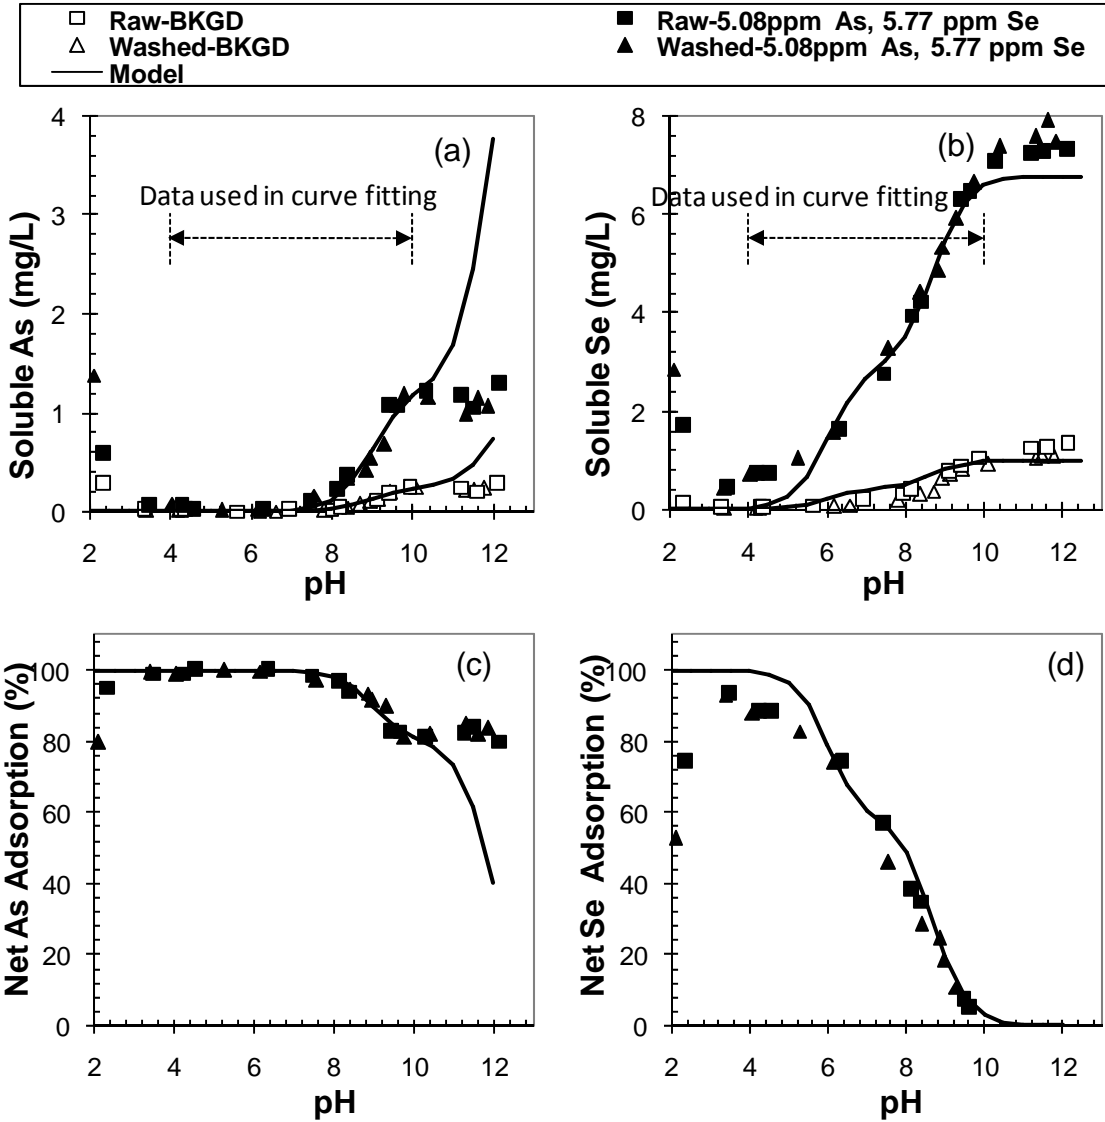 Raw-BKGD
Raw-5.08ppm As, 5.77 ppm Se
Washed-BKGD
Washed-5.08ppm As, 5.77 ppm Se
Model
4
3
2
1
0
Soluble As (mg/L)
(a)
Data used in curve fitting
2 4 6 8 10 12
pH
8
6
4
2
0
Soluble Se (mg/L)
(b)
Data used in curve fitting
2 4 6 8 10 12
pH
100
80
60
40
20
0
Net As Adsorption (%)
(c)
2 4 6 8 10 12
pH
100
80
60
40
20
0
Net Se Adsorption (%)
(d)
2 4 6 8 10 12
pH